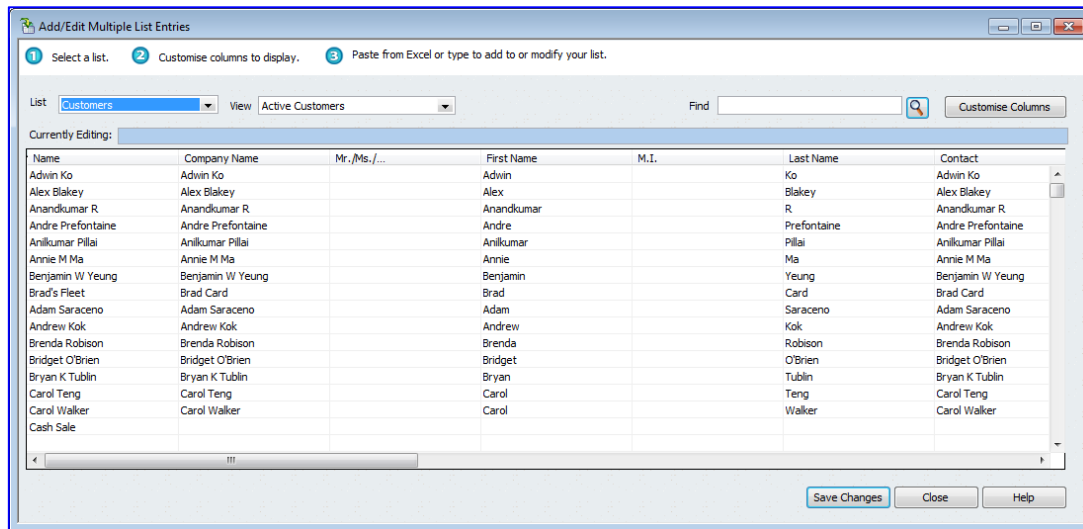 Add/Edit Multiple List Entries
1 Select a list. 2 Customise columns to display. 3 Paste from Excel or type to add to or modify your list.
List Customers View Active Customers Find Customise Columns
Currently Editing:
Name Company Name Mr./Ms./... First Name M.I. Last Name Contact
Adwin Ko Adwin Ko Adwin Ko Adwin Ko
Alex Blakey Alex Blakey Alex Blakey Alex Blakey
Anandkumar R Anandkumar R Anandkumar R Anandkumar R
Andre Prefontaine Andre Prefontaine Andre Prefontaine Andre Prefontaine
Anilkumar Pillai Anilkumar Pillai Anilkumar Pillai Anilkumar Pillai
Annie M Ma Annie M Ma Annie Ma Annie M Ma
Benjamin W Yeung Benjamin W Yeung Benjamin Yeung Benjamin W Yeung
Brad's Fleet Brad Card Brad Card Brad Card
Adam Saraceno Adam Saraceno Adam Saraceno Adam Saraceno
Andrew Kok Andrew Kok Andrew Kok Andrew Kok
Brenda Robison Brenda Robison Brenda Robison Brenda Robison
Bridget O'Brien Bridget O'Brien Bridget O'Brien Bridget O'Brien
Bryan K Tublin Bryan K Tublin Bryan Tublin Bryan K Tublin
Carol Teng Carol Teng Carol Teng Carol Teng
Carol Walker Carol Walker Carol Walker Carol Walker
Cash Sale
Save Changes Close Help